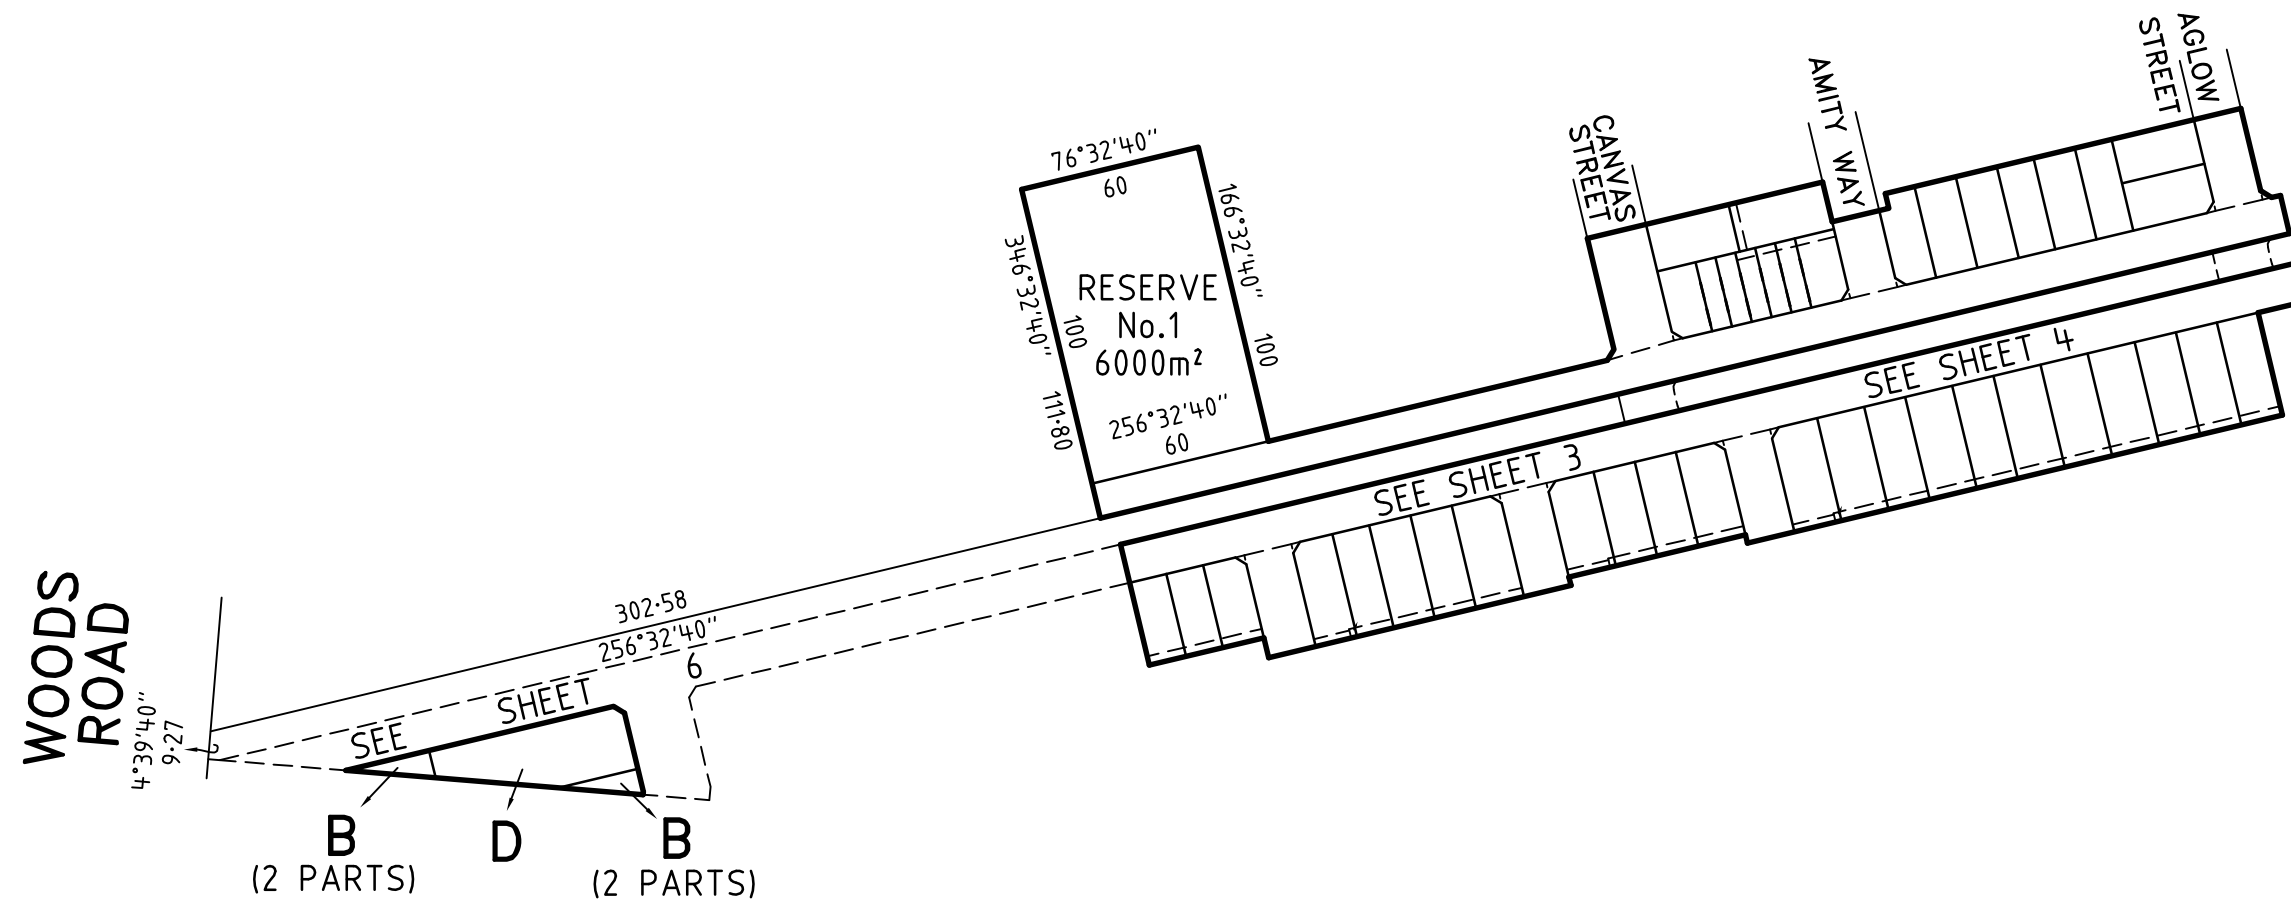 AGLOW
STREET
AMITY WAY
CANVAS
STREET
76°32'40"
60
166°32'40"
100
346°32'40"
100
111·80
RESERVE
No.1
6000m²
256°32'40"
60
SEE SHEET 4
SEE SHEET 3
302·58
256°32'40"
SEE SHEET 6
WOODS
ROAD
4°39'40"
9·27
B
(2 PARTS)
D
B
(2 PARTS)